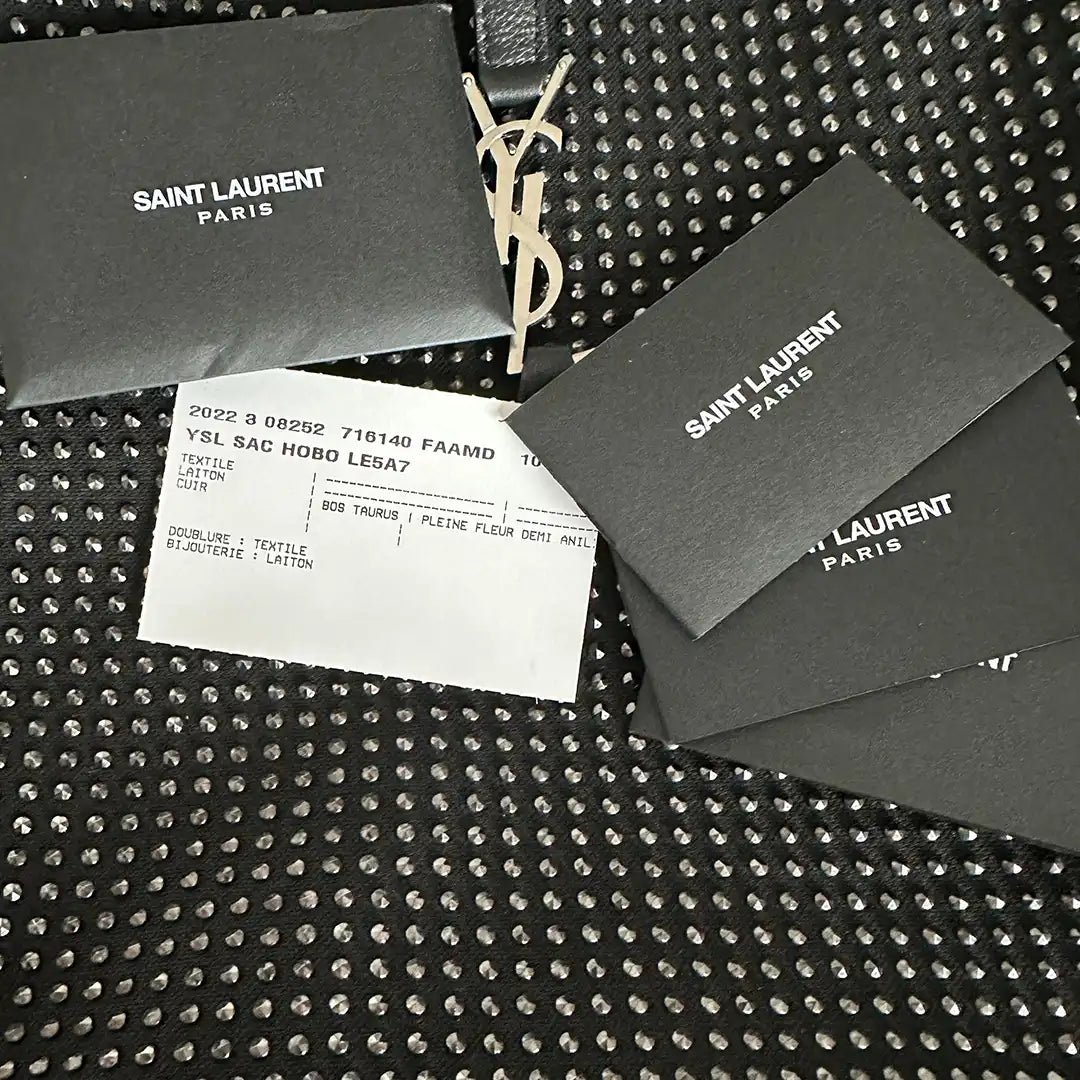 SAINT LAURENT
PARIS
2022 3 08252 716140 FAAMD 10
YSL SAC HOBO LE5A7
TEXTILE
LAITON
CUIR
BOS TAURUS | PLEINE FLEUR DEMI ANIL
DOUBLURE : TEXTILE
BIJOUTERIE : LAITON
SAINT LAURENT
PARIS
LAURENT
PARIS